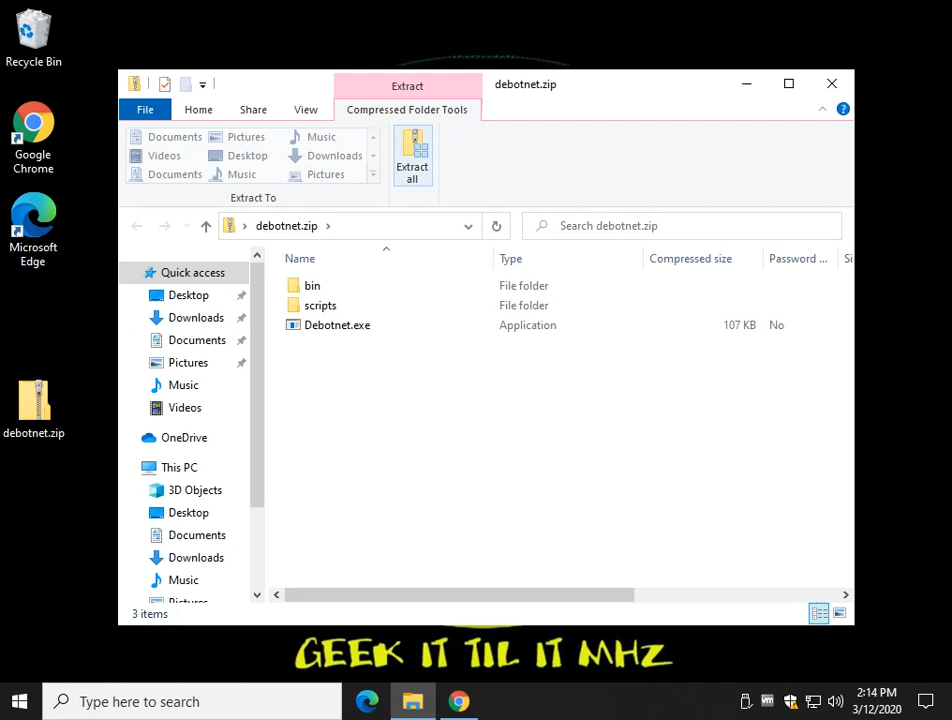 Recycle Bin
Google
Chrome
Microsoft
Edge
debotnet.zip
Extract
debotnet.zip
File
Home
Share
View
Compressed Folder Tools
Documents
Pictures
Music
Videos
Desktop
Downloads
Documents
Music
Pictures
Extract To
Extract
all
debotnet.zip
Search debotnet.zip
Name
Type
Compressed size
Password ...
Si
bin
File folder
scripts
File folder
Debotnet.exe
Application
107 KB
No
Quick access
Desktop
Downloads
Documents
Pictures
Music
Videos
OneDrive
This PC
3D Objects
Desktop
Documents
Downloads
Music
Pictures
3 items
GEEK IT TIL IT MHZ
Type here to search
2:14 PM
3/12/2020